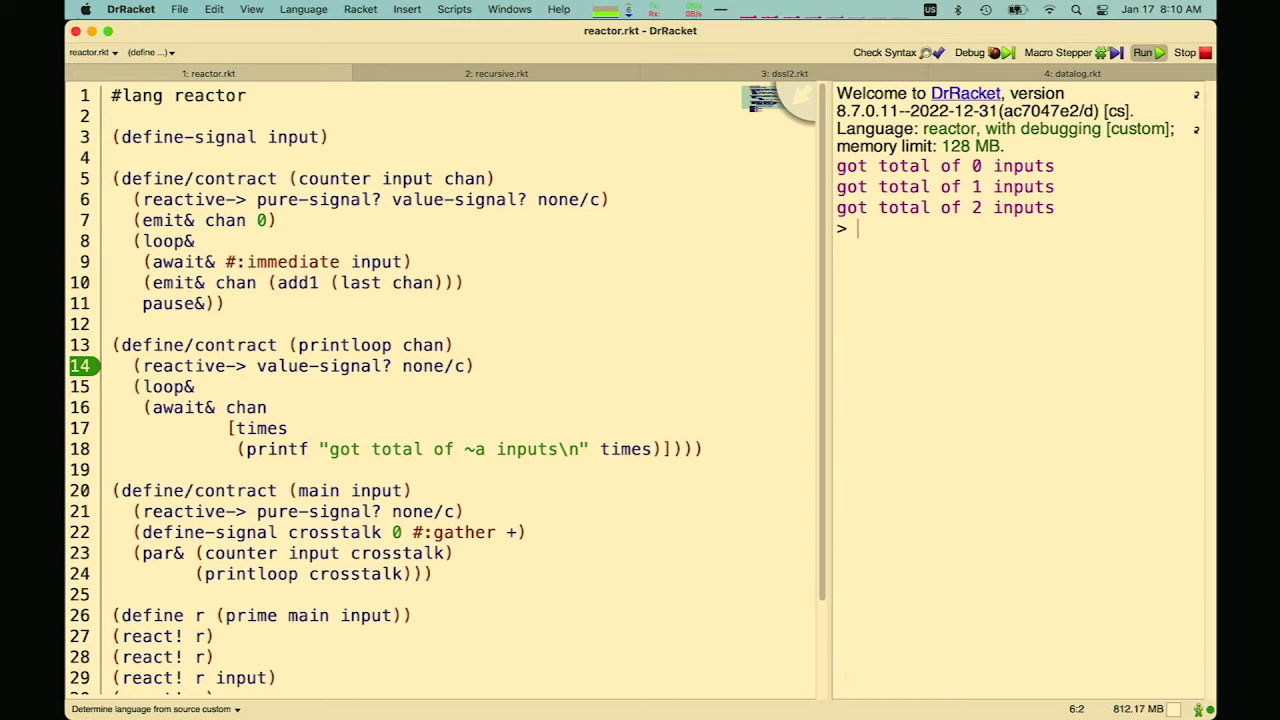 DrRacket File Edit View Language Racket Insert Scripts Windows Help 6 Tx: Rx: 0B/s 0B/s US Jan 17 8:10 AM
reactor.rkt - DrRacket
reactor.rkt (define ...) Check Syntax Debug Macro Stepper Run Stop
1: reactor.rkt 2: recursive.rkt 3: dssl2.rkt 4: datalog.rkt
1 #lang reactor
2
3 (define-signal input)
4
5 (define/contract (counter input chan)
6 (reactive-> pure-signal? value-signal? none/c)
7 (emit& chan 0)
8 (loop&
9 (await& #:immediate input)
10 (emit& chan (add1 (last chan)))
11 pause&))
12
13 (define/contract (printloop chan)
14 (reactive-> value-signal? none/c)
15 (loop&
16 (await& chan
17 [times
18 (printf "got total of ~a inputs\n" times)])))
19
20 (define/contract (main input)
21 (reactive-> pure-signal? none/c)
22 (define-signal crosstalk 0 #:gather +)
23 (par& (counter input crosstalk)
24 (printloop crosstalk)))
25
26 (define r (prime main input))
27 (react! r)
28 (react! r)
29 (react! r input)
Welcome to DrRacket, version
8.7.0.11--2022-12-31(ac7047e2/d) [cs].
Language: reactor, with debugging [custom];
memory limit: 128 MB.
got total of 0 inputs
got total of 1 inputs
got total of 2 inputs
>
Determine language from source custom 6:2 812.17 MB